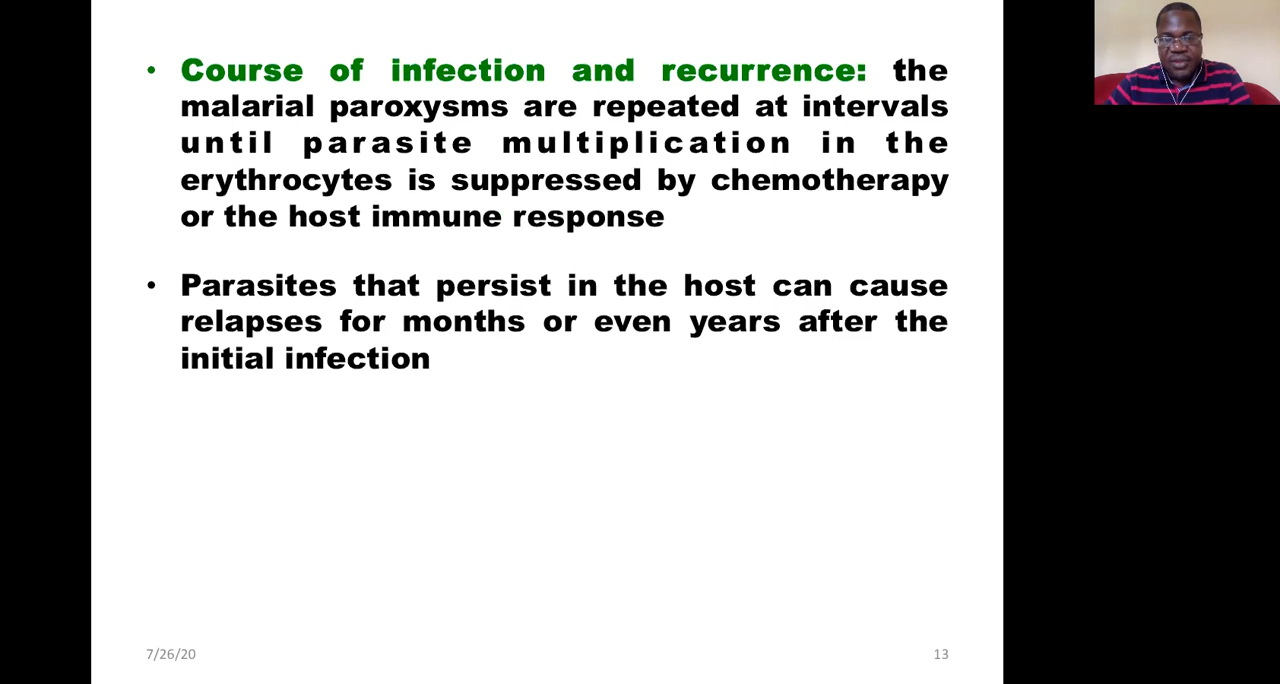 • Course of infection and recurrence: the
malarial paroxysms are repeated at intervals
until parasite multiplication in the
erythrocytes is suppressed by chemotherapy
or the host immune response
• Parasites that persist in the host can cause
relapses for months or even years after the
initial infection
7/26/20
13